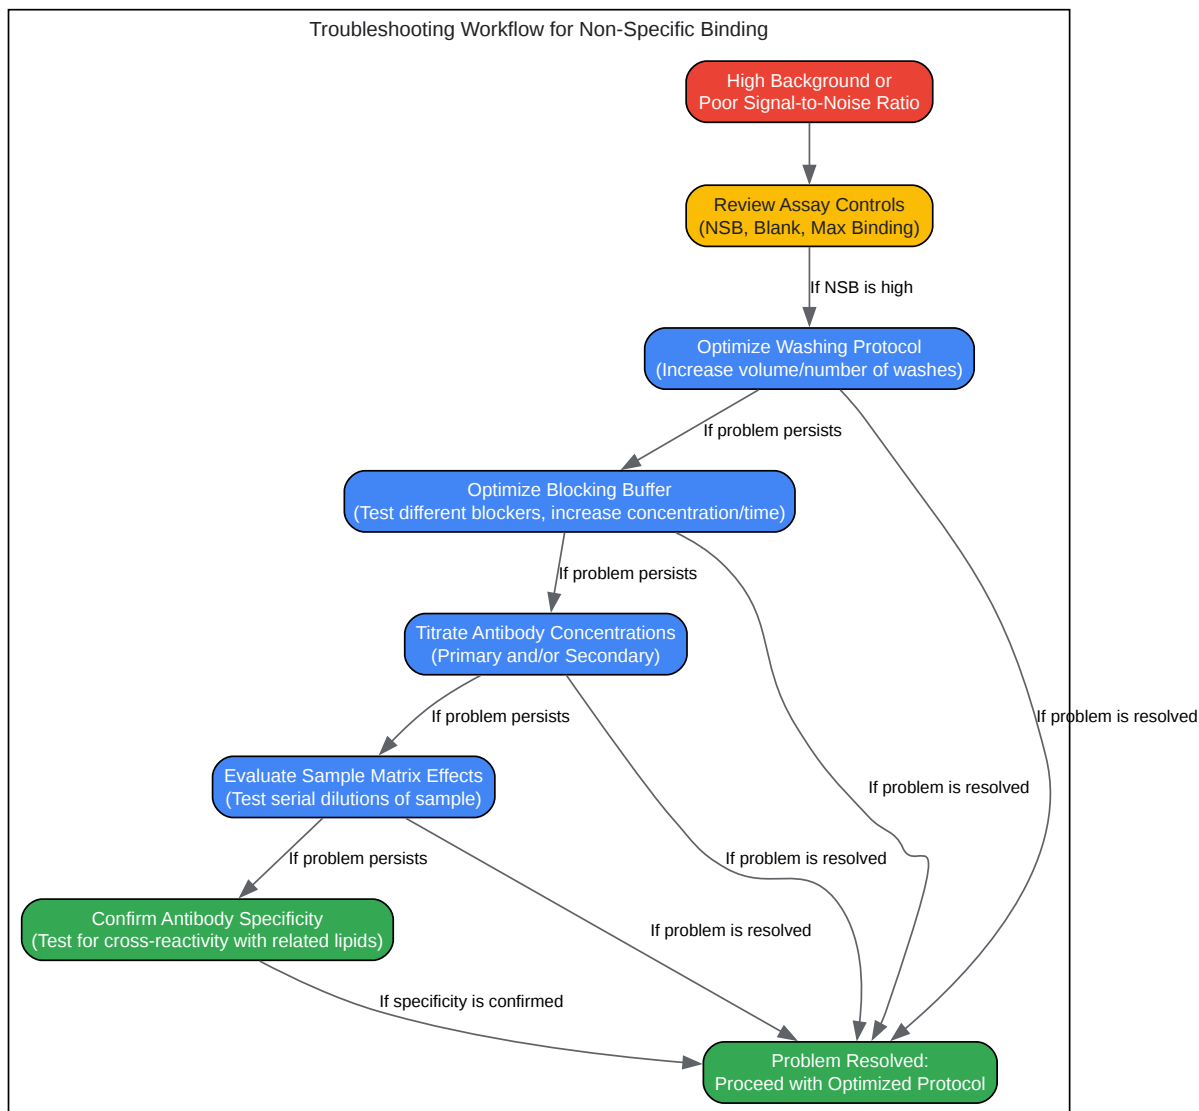 Troubleshooting Workflow for Non-Specific Binding
High Background or
Poor Signal-to-Noise Ratio
Review Assay Controls
(NSB, Blank, Max Binding)
If NSB is high
Optimize Washing Protocol
(Increase volume/number of washes)
If problem persists
Optimize Blocking Buffer
(Test different blockers, increase concentration/time)
If problem persists
Titrate Antibody Concentrations
(Primary and/or Secondary)
If problem persists
If problem is resolved
Evaluate Sample Matrix Effects
(Test serial dilutions of sample)
If problem is resolved
If problem persists
If problem is resolved
Confirm Antibody Specificity
(Test for cross-reactivity with related lipids)
If problem is resolved
If specificity is confirmed
Problem Resolved:
Proceed with Optimized Protocol